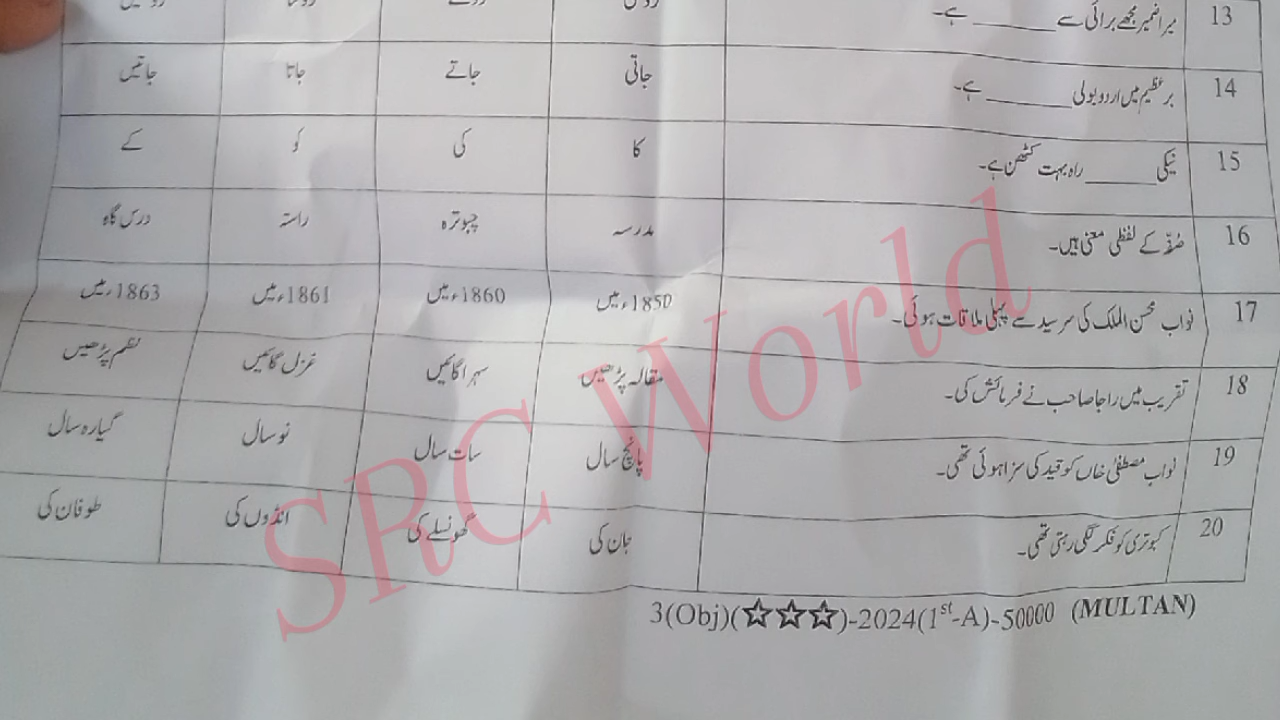 13 میرا ضمیر مجھے برائی سے ______ ہے۔
14 برعظیم میں اردو بولی ______ ہے۔ جاتی جاتے جاتا جاتیں
15 نیکی ______ راہ بہت کٹھن ہے۔ کا کی کو کے
16 صُفّہ کے لفظی معنی ہیں۔ مدرسہ چبوترہ راستہ درس گاہ
17 نواب محسن الملک کی سرسید سے پہلی ملاقات ہوئی۔ 1850ء میں 1860ء میں 1861ء میں 1863ء میں
18 تقریب میں راجا صاحب نے فرمائش کی۔ مقالہ پڑھیں سہرا گائیں غزل گائیں نظم پڑھیں
19 نواب مصطفیٰ خاں کو قید کی سزا ہوئی تھی۔ پانچ سال سات سال نو سال گیارہ سال
20 کبوتری کو فکر لگی رہتی تھی۔ جان کی گھونسلے کی انڈوں کی طوفان کی
3(Obj)(☆☆☆)-2024(1st-A)-50000 (MULTAN)
SRC World